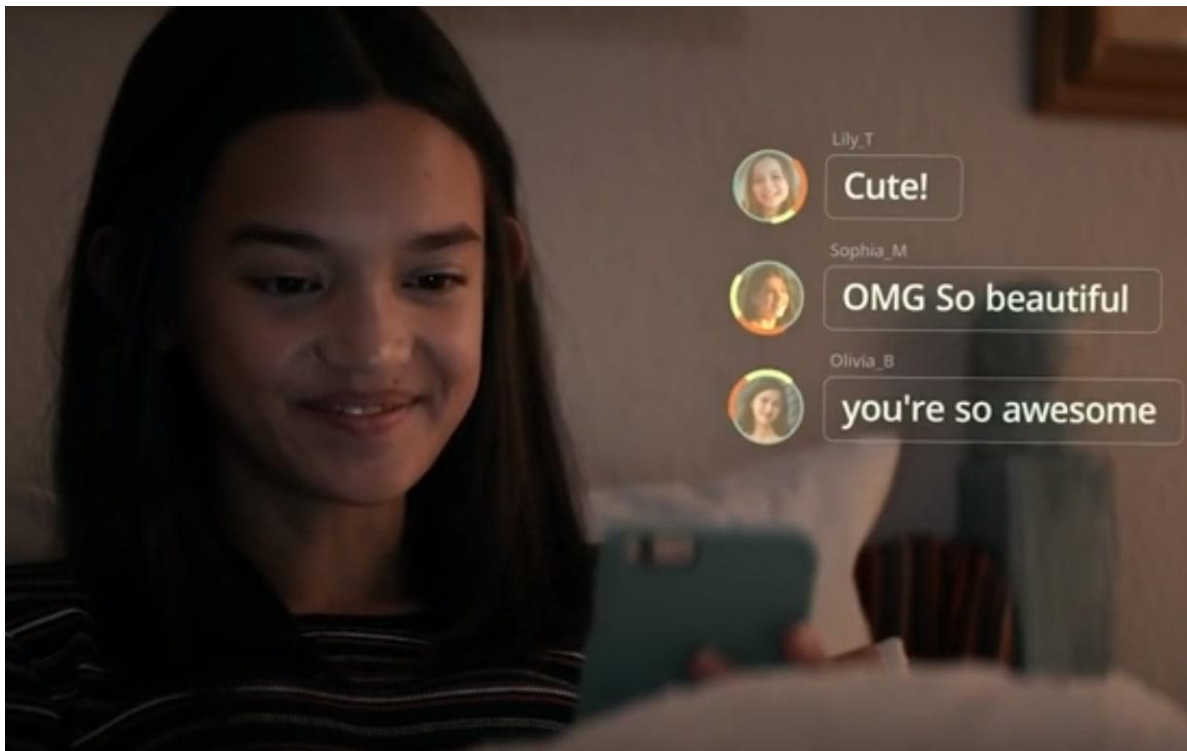 Lily_T
Cute!
Sophia_M
OMG So beautiful
Olivia_B
you're so awesome